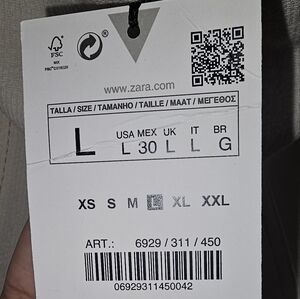 FSC
MIX
www.zara.com
TALLA / SIZE / TAMANHO / TAILLE / MAAT / ΜΕΓΕΘΟΣ
L
USA MEX UK IT BR
L 30 L L G
XS S M L XL XXL
ART.: 6929 / 311 / 450
06929311450042